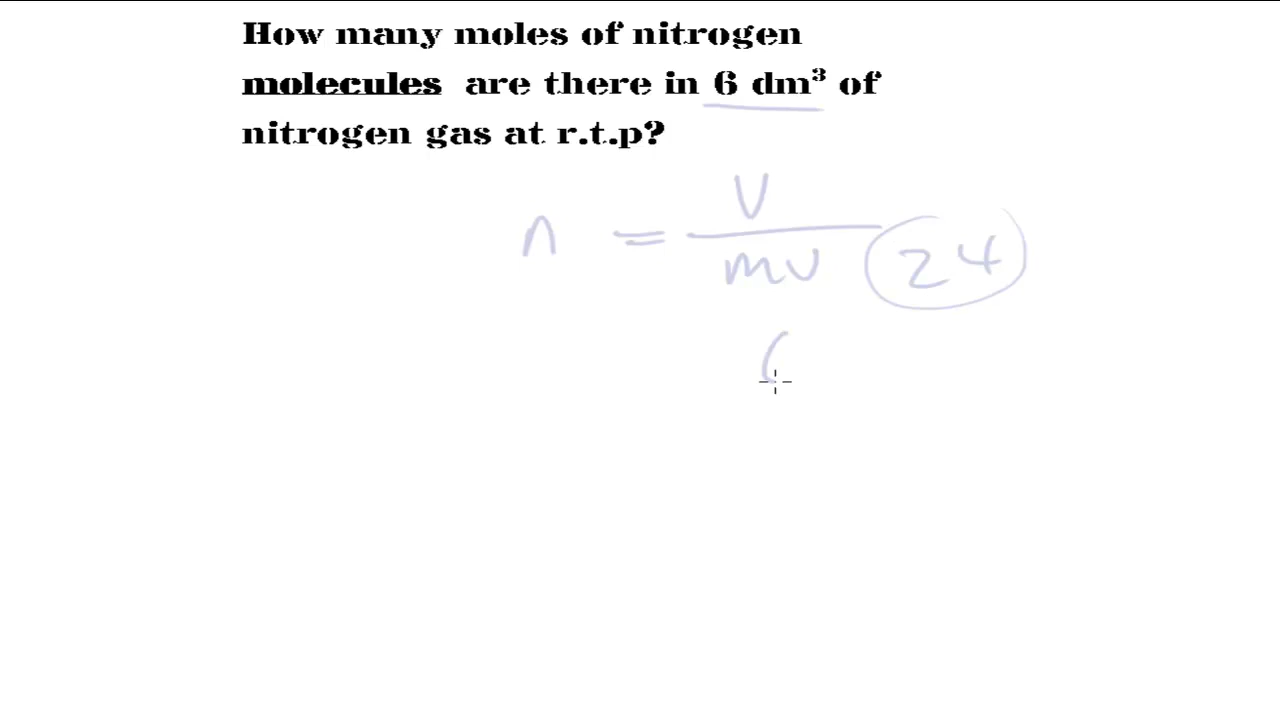 How many moles of nitrogen
molecules are there in 6 dm³ of
nitrogen gas at r.t.p?
n = V
mv 24